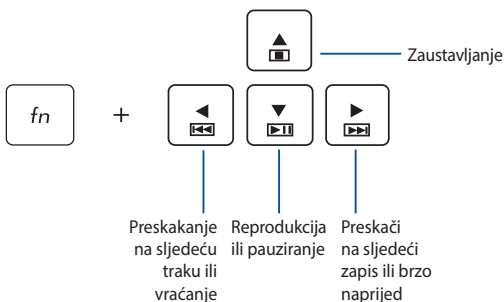 Zaustavljanje
fn
+
Preskakanje
na sljedeću
traku ili
vraćanje
Reprodukcija
ili pauziranje
Preskači
na sljedeći
zapis ili brzo
naprijed